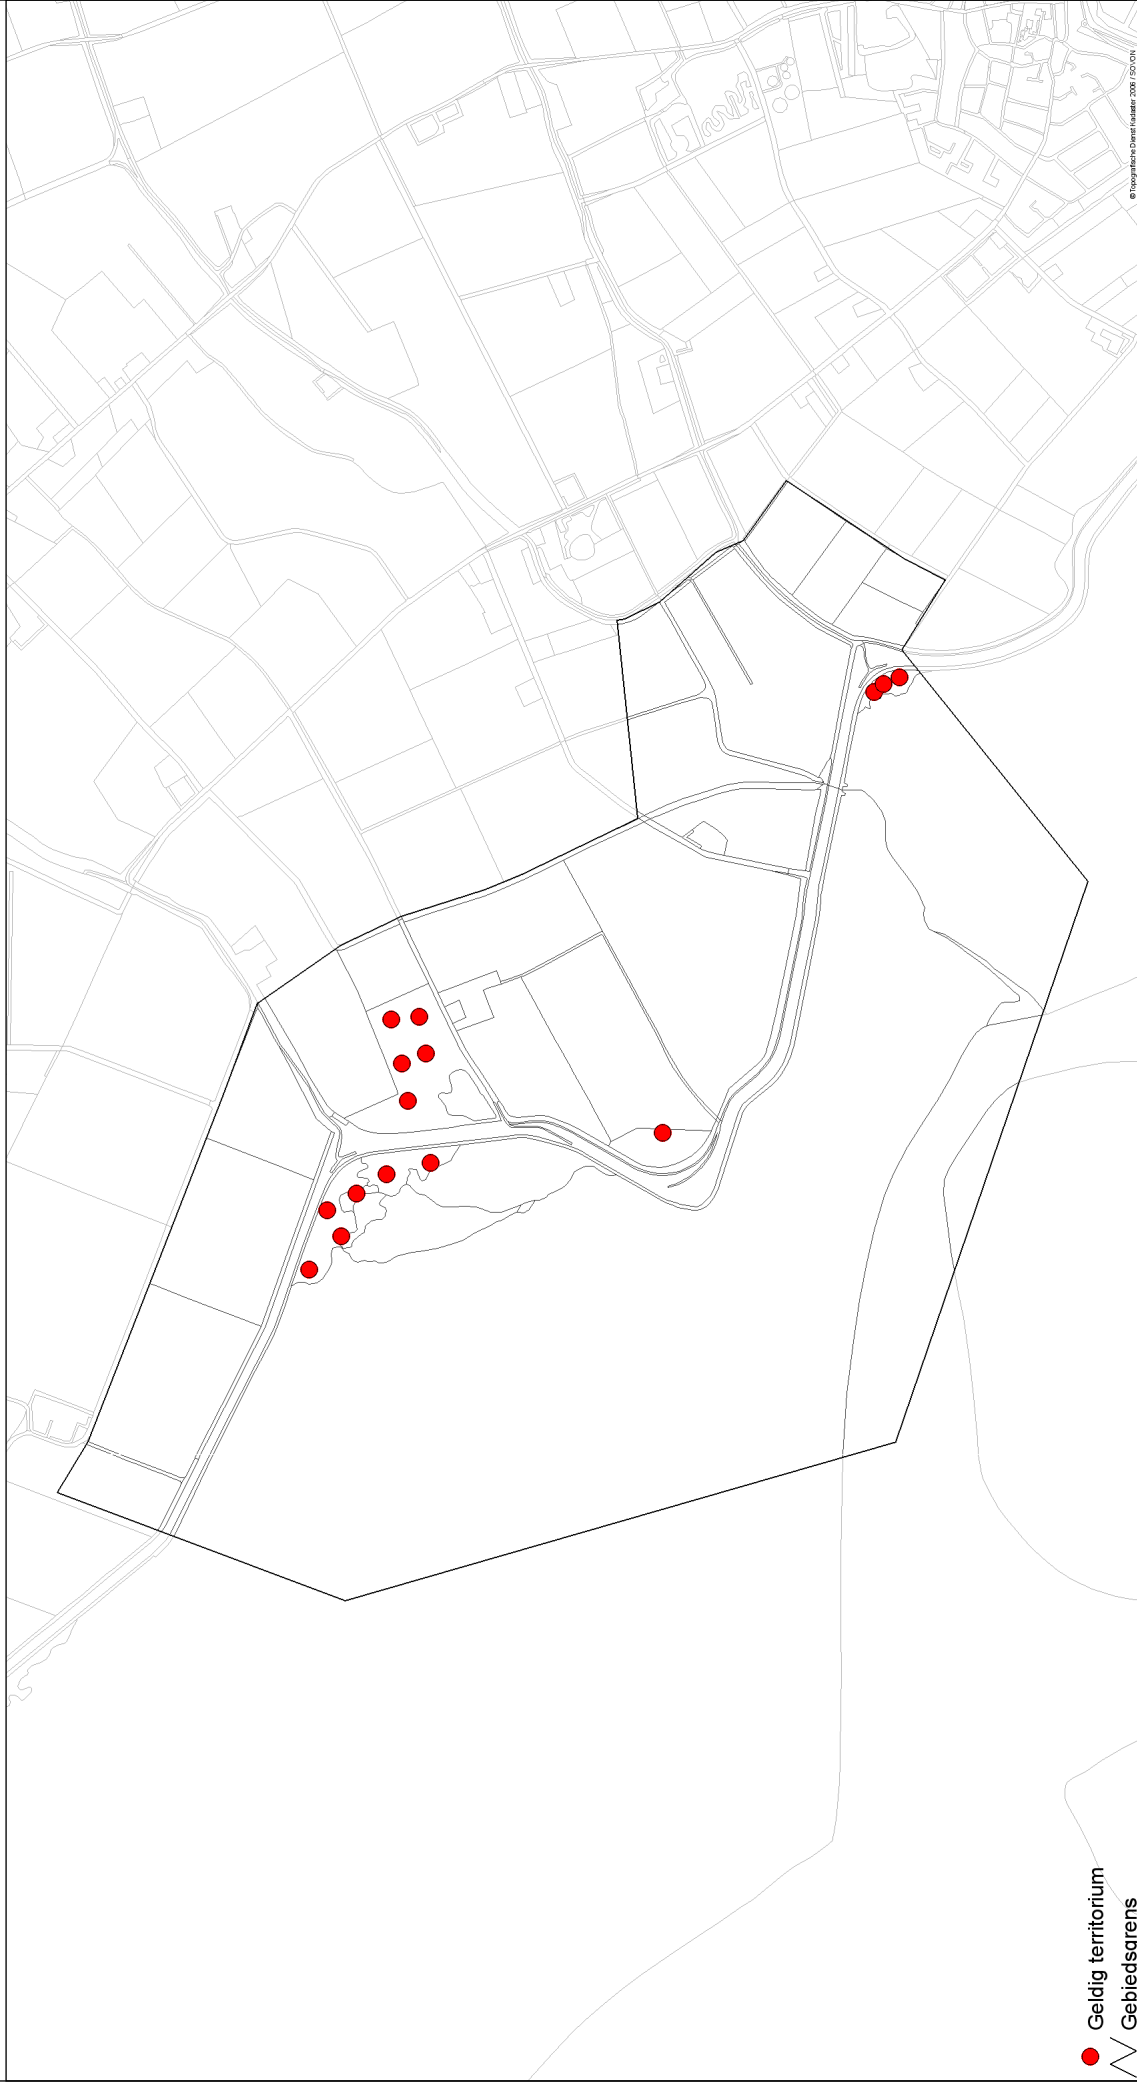 Geldig territorium
Gebiedsgrens
© Topografische Dienst Kadaster 2006 / SOVON